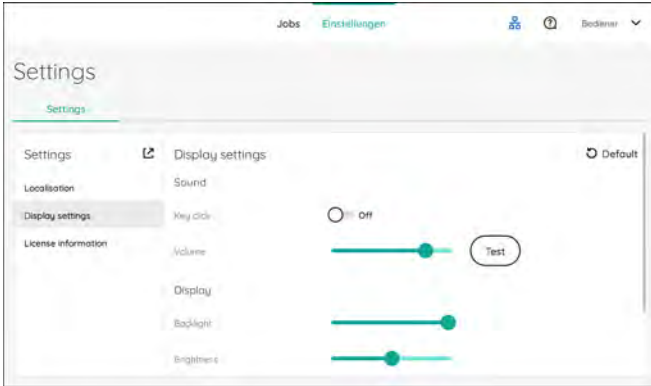 Jobs Einstellungen Bediener
Settings
Settings
Settings
Display settings
Default
Localisation
Sound
Display settings
Key click
Off
License information
Volume
Test
Display
Backlight
Brightness